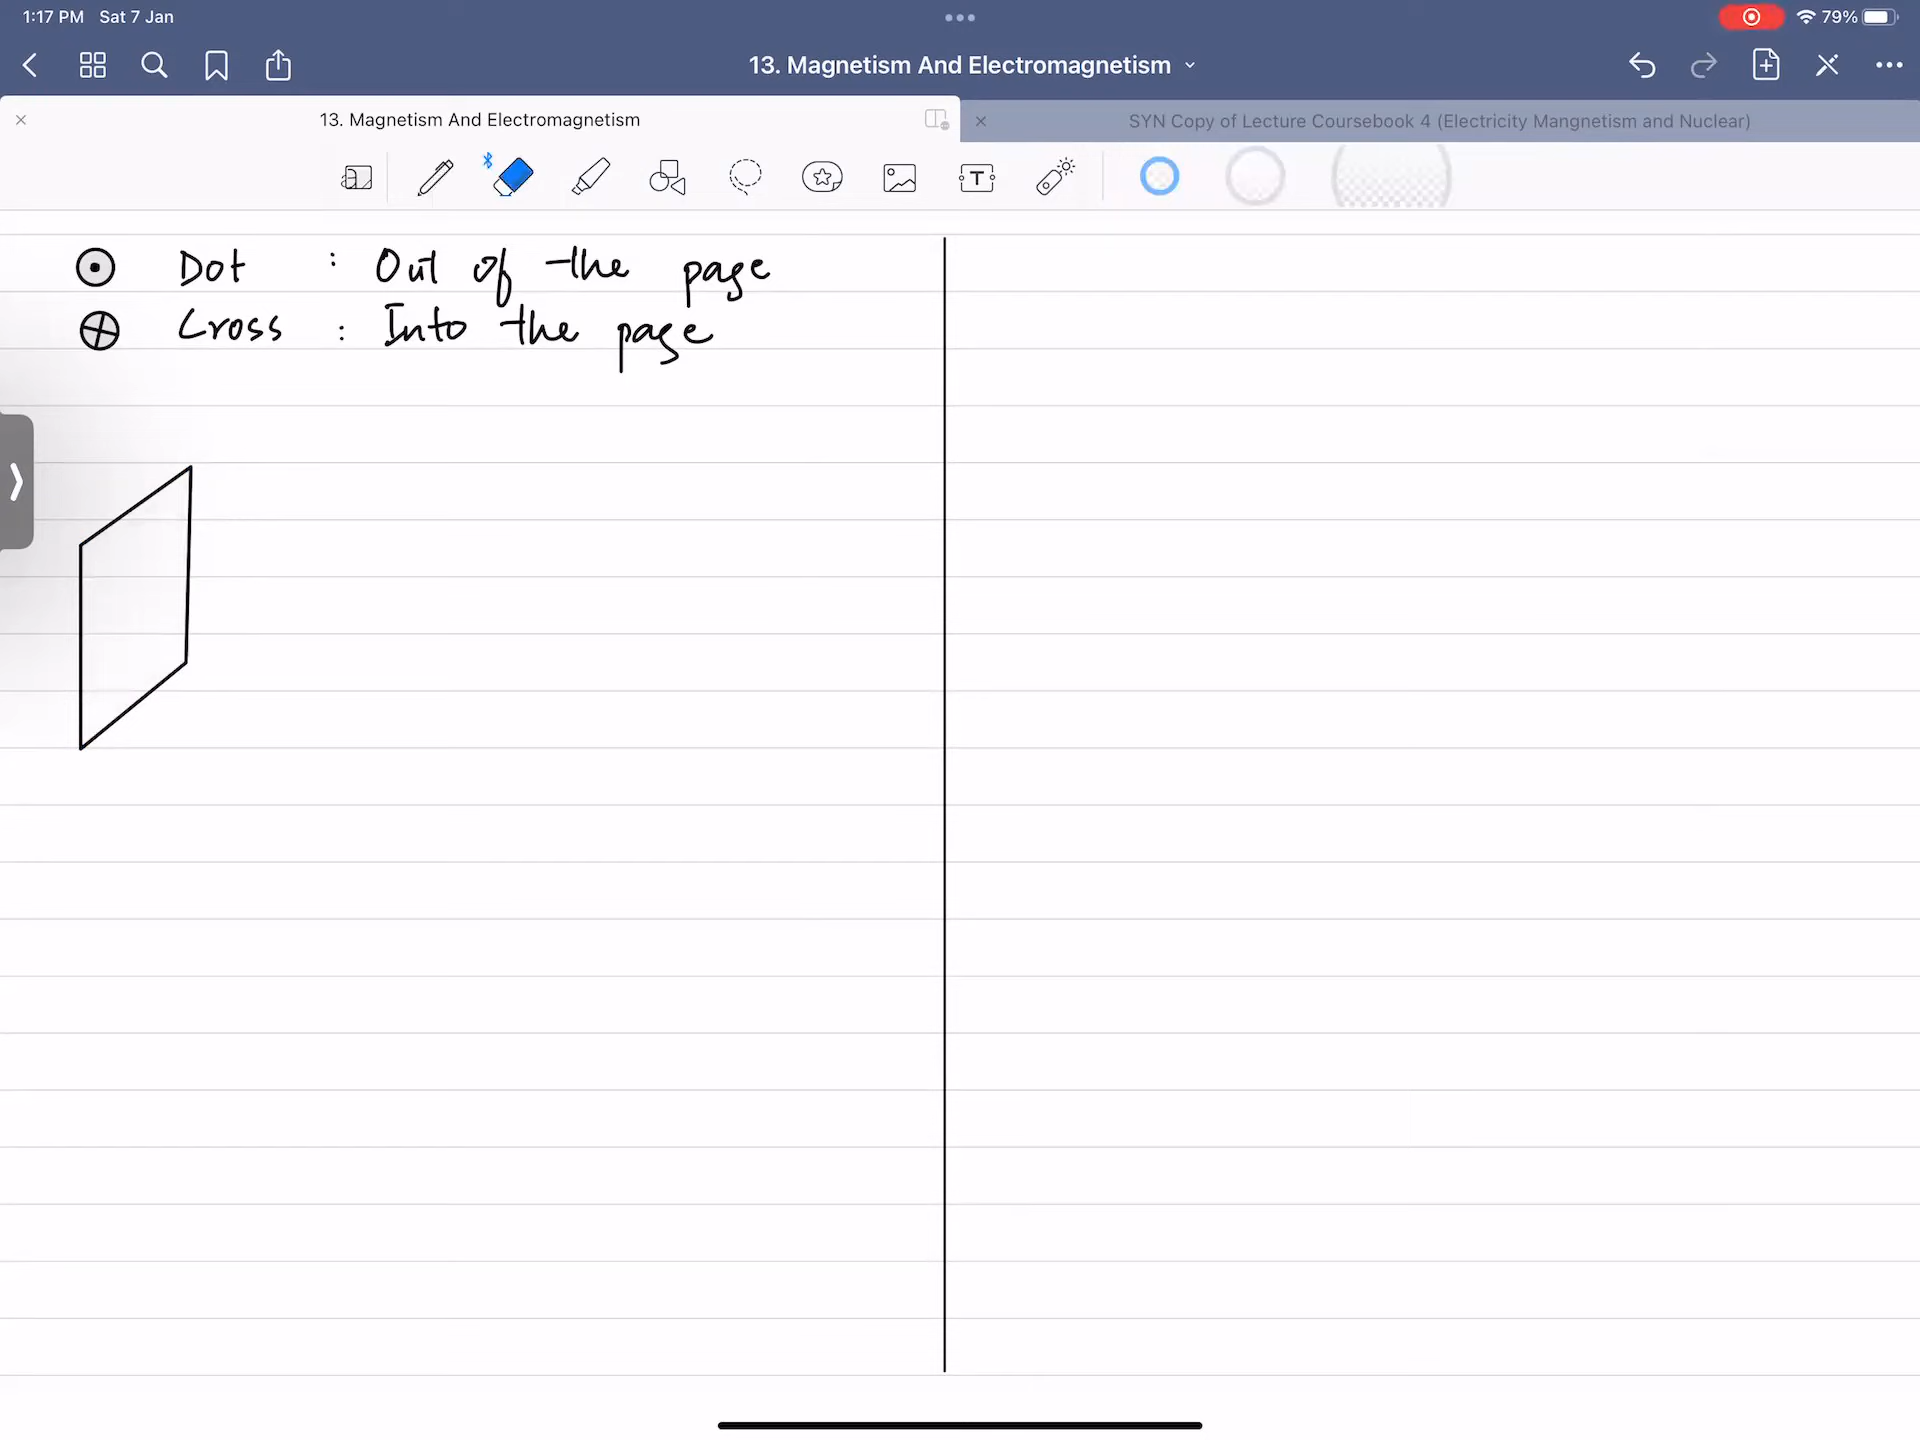 1:17 PM Sat 7 Jan
79%
13. Magnetism And Electromagnetism
13. Magnetism And Electromagnetism
SYN Copy of Lecture Coursebook 4 (Electricity Mangnetism and Nuclear)
Dot : Out of the page
Cross : Into the page